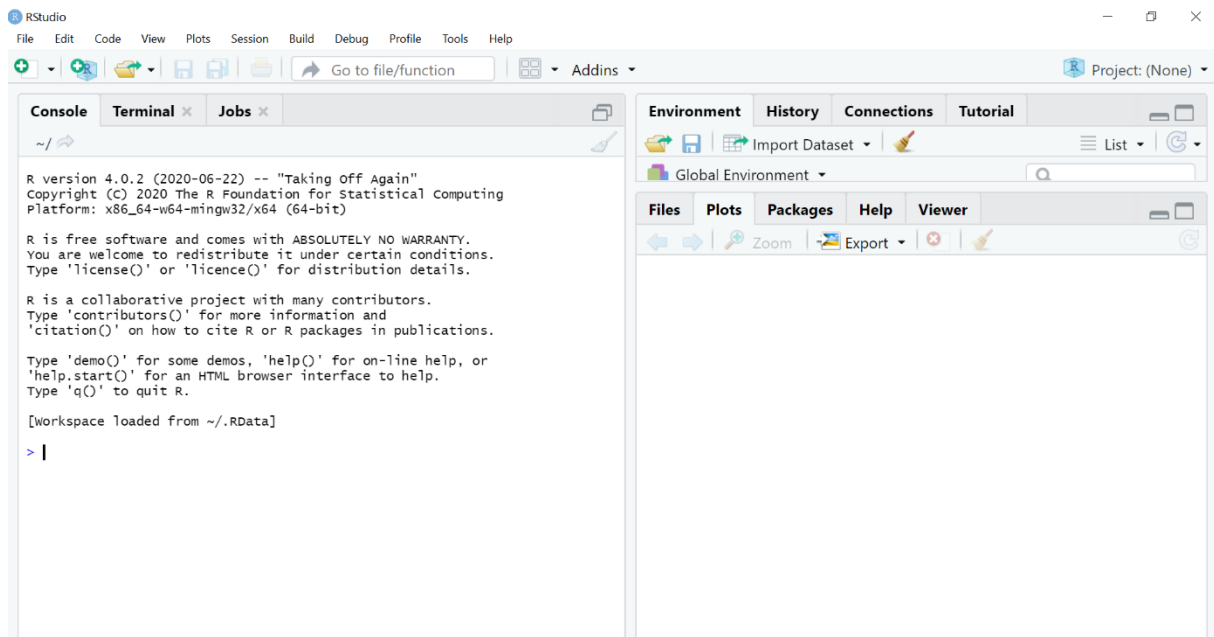 RStudio
File Edit Code View Plots Session Build Debug Profile Tools Help
Go to file/function Addins Project: (None)
Console Terminal Jobs
~/
R version 4.0.2 (2020-06-22) -- "Taking Off Again"
Copyright (C) 2020 The R Foundation for Statistical Computing
Platform: x86_64-w64-mingw32/x64 (64-bit)
R is free software and comes with ABSOLUTELY NO WARRANTY.
You are welcome to redistribute it under certain conditions.
Type 'license()' or 'licence()' for distribution details.
R is a collaborative project with many contributors.
Type 'contributors()' for more information and
'citation()' on how to cite R or R packages in publications.
Type 'demo()' for some demos, 'help()' for on-line help, or
'help.start()' for an HTML browser interface to help.
Type 'q()' to quit R.
[Workspace loaded from ~/.RData]
>
Environment History Connections Tutorial
Import Dataset List
Global Environment
Files Plots Packages Help Viewer
Zoom Export